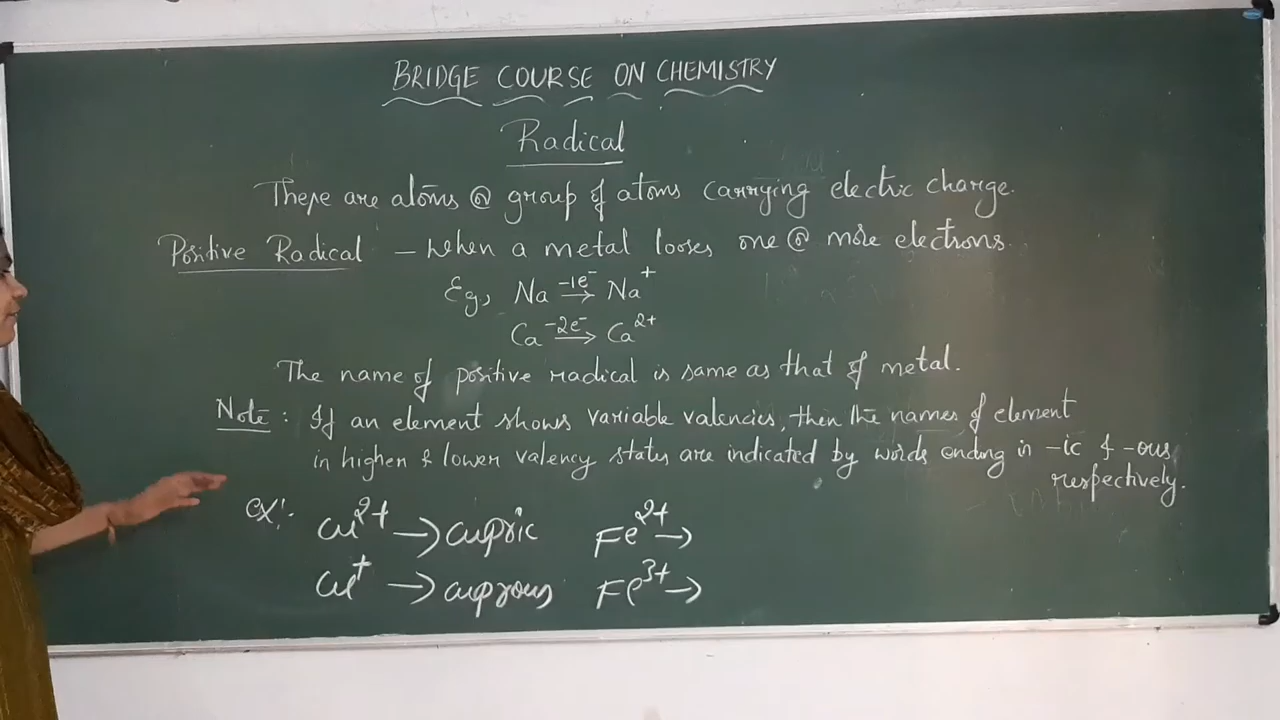 BRIDGE COURSE ON CHEMISTRY
Radical
These are atoms @ group of atoms carrying electric charge.
Positive Radical – When a metal looses one @ more electrons.
Eg, Na -1e⁻→ Na⁺
Ca -2e⁻→ Ca²⁺
The name of positive radical is same as that of metal.
Note : If an element shows variable valencies, then the names of element
in higher & lower valency states are indicated by words ending in -ic & -ous
respectively.
ex:- Cu²⁺ → cupric Fe²⁺ →
Cu⁺ → cuprous Fe³⁺ →